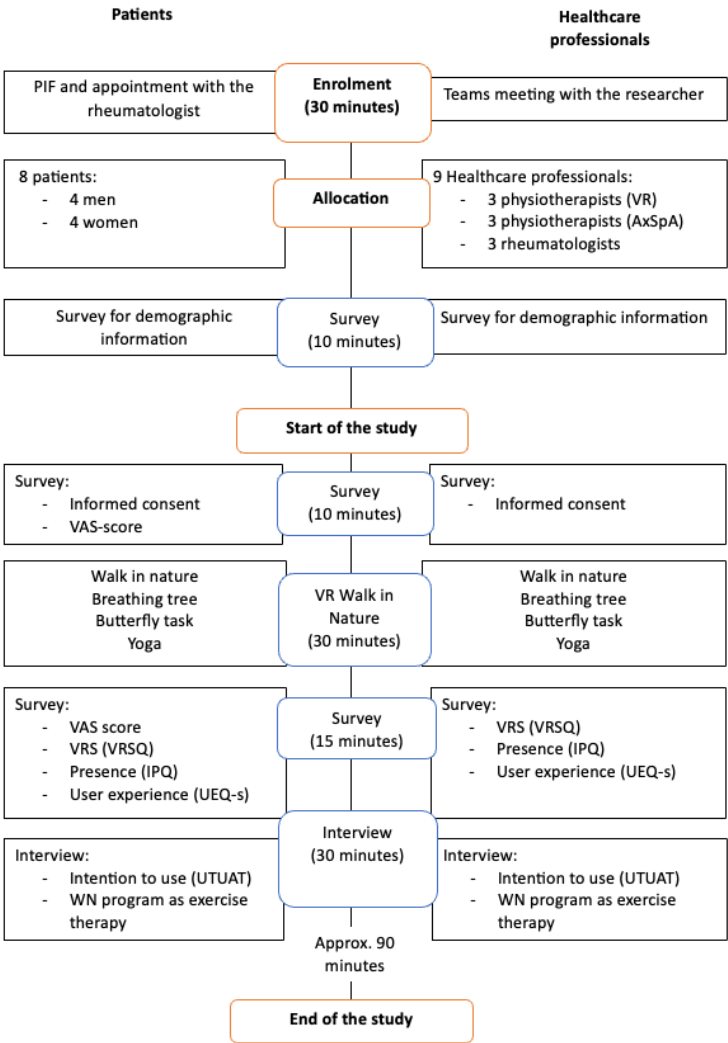 Patients
Healthcare
professionals
PIF and appointment with the
rheumatologist
Enrolment
(30 minutes)
Teams meeting with the researcher
8 patients:
- 4 men
- 4 women
Allocation
9 Healthcare professionals:
- 3 physiotherapists (VR)
- 3 physiotherapists (AxSpA)
- 3 rheumatologists
Survey for demographic
information
Survey
(10 minutes)
Survey for demographic information
Start of the study
Survey:
- Informed consent
- VAS-score
Survey
(10 minutes)
Survey:
- Informed consent
Walk in nature
Breathing tree
Butterfly task
Yoga
VR Walk in
Nature
(30 minutes)
Walk in nature
Breathing tree
Butterfly task
Yoga
Survey:
- VAS score
- VRS (VRSQ)
- Presence (IPQ)
- User experience (UEQ-s)
Survey
(15 minutes)
Survey:
- VRS (VRSQ)
- Presence (IPQ)
- User experience (UEQ-s)
Interview:
- Intention to use (UTUAT)
- WN program as exercise
therapy
Interview
(30 minutes)
Interview:
- Intention to use (UTUAT)
- WN program as exercise
therapy
Approx. 90
minutes
End of the study